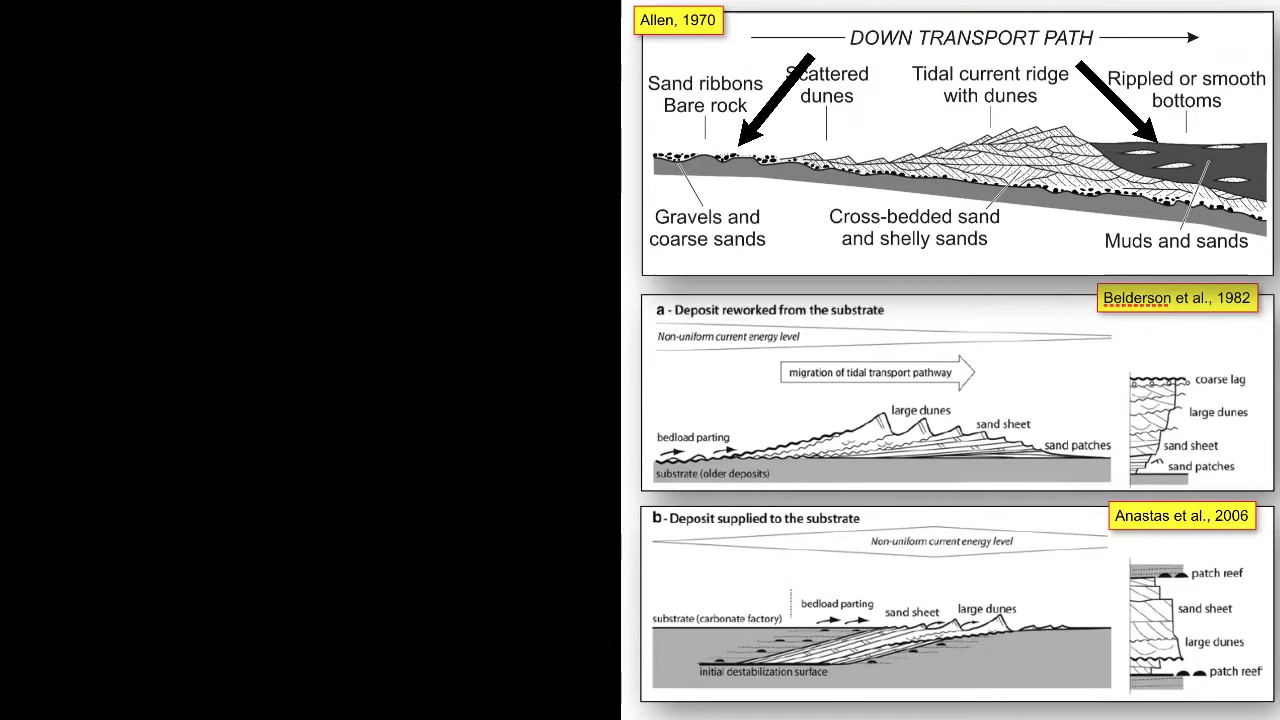 Allen, 1970
DOWN TRANSPORT PATH
Sand ribbons
Bare rock
Scattered
dunes
Tidal current ridge
with dunes
Rippled or smooth
bottoms
Gravels and
coarse sands
Cross-bedded sand
and shelly sands
Muds and sands
Belderson et al., 1982
a - Deposit reworked from the substrate
Non-uniform current energy level
migration of tidal transport pathway
bedload parting
large dunes
sand sheet
sand patches
substrate (older deposits)
coarse lag
large dunes
sand sheet
sand patches
Anastas et al., 2006
b - Deposit supplied to the substrate
Non-uniform current energy level
substrate (carbonate factory)
bedload parting
sand sheet
large dunes
initial destabilization surface
patch reef
sand sheet
large dunes
patch reef